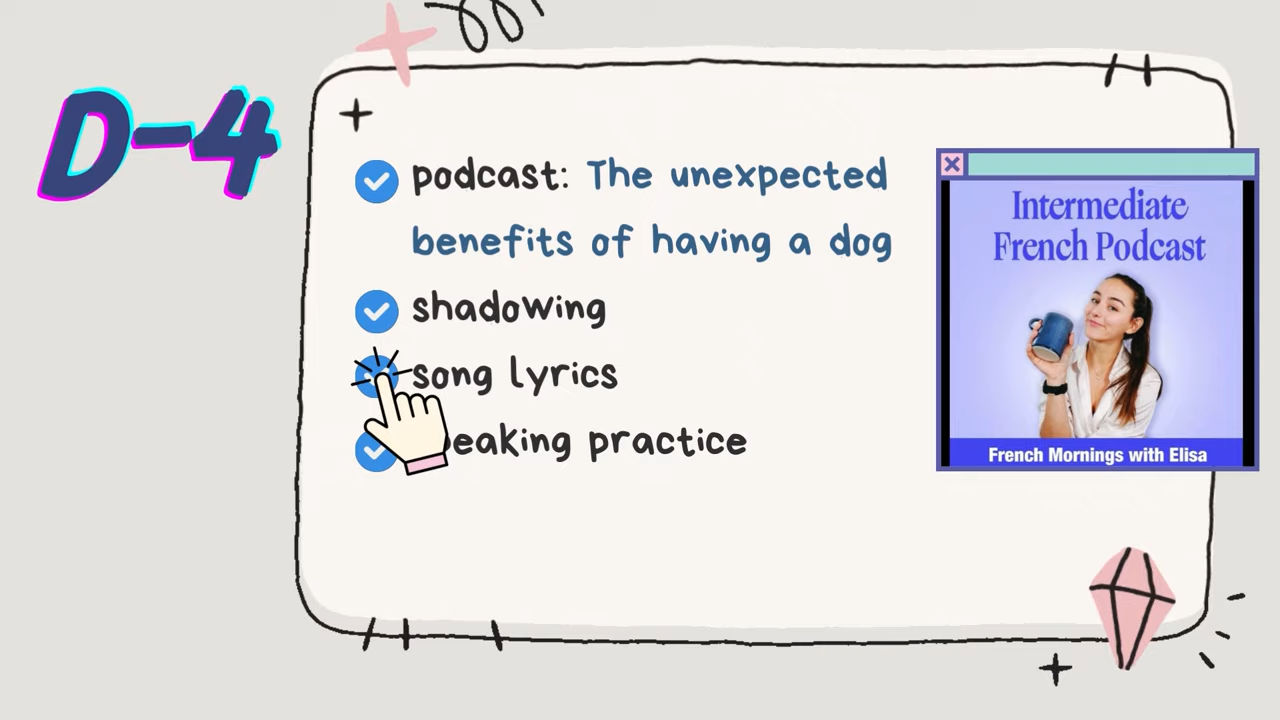 D-4
podcast: The unexpected
benefits of having a dog
shadowing
song lyrics
eaking practice
Intermediate
French Podcast
French Mornings with Elisa